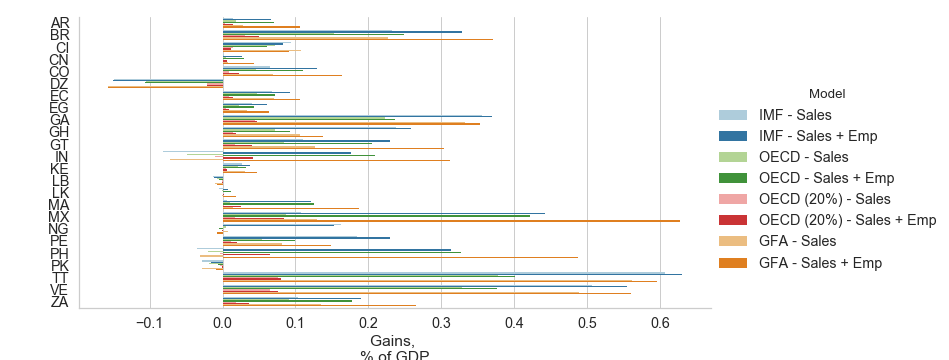 AR
BR
CI
CN
CO
DZ
EC
EG
GA
GH
GT
IN
KE
LB
LK
MA
MX
NG
PE
PH
PK
TT
VE
ZA
−0.1 0.0 0.1 0.2 0.3 0.4 0.5 0.6
Gains,
% of GDP
Model
IMF - Sales
IMF - Sales + Emp
OECD - Sales
OECD - Sales + Emp
OECD (20%) - Sales
OECD (20%) - Sales + Emp
GFA - Sales
GFA - Sales + Emp